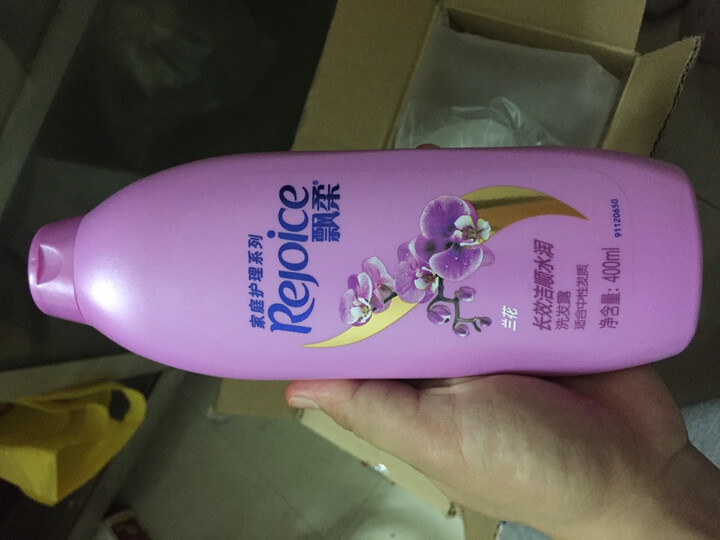 家庭护理系列
Rejoice
飘柔®
兰花
长效洁顺水润
洗发露
适合中性发质
净含量：400ml
91120650